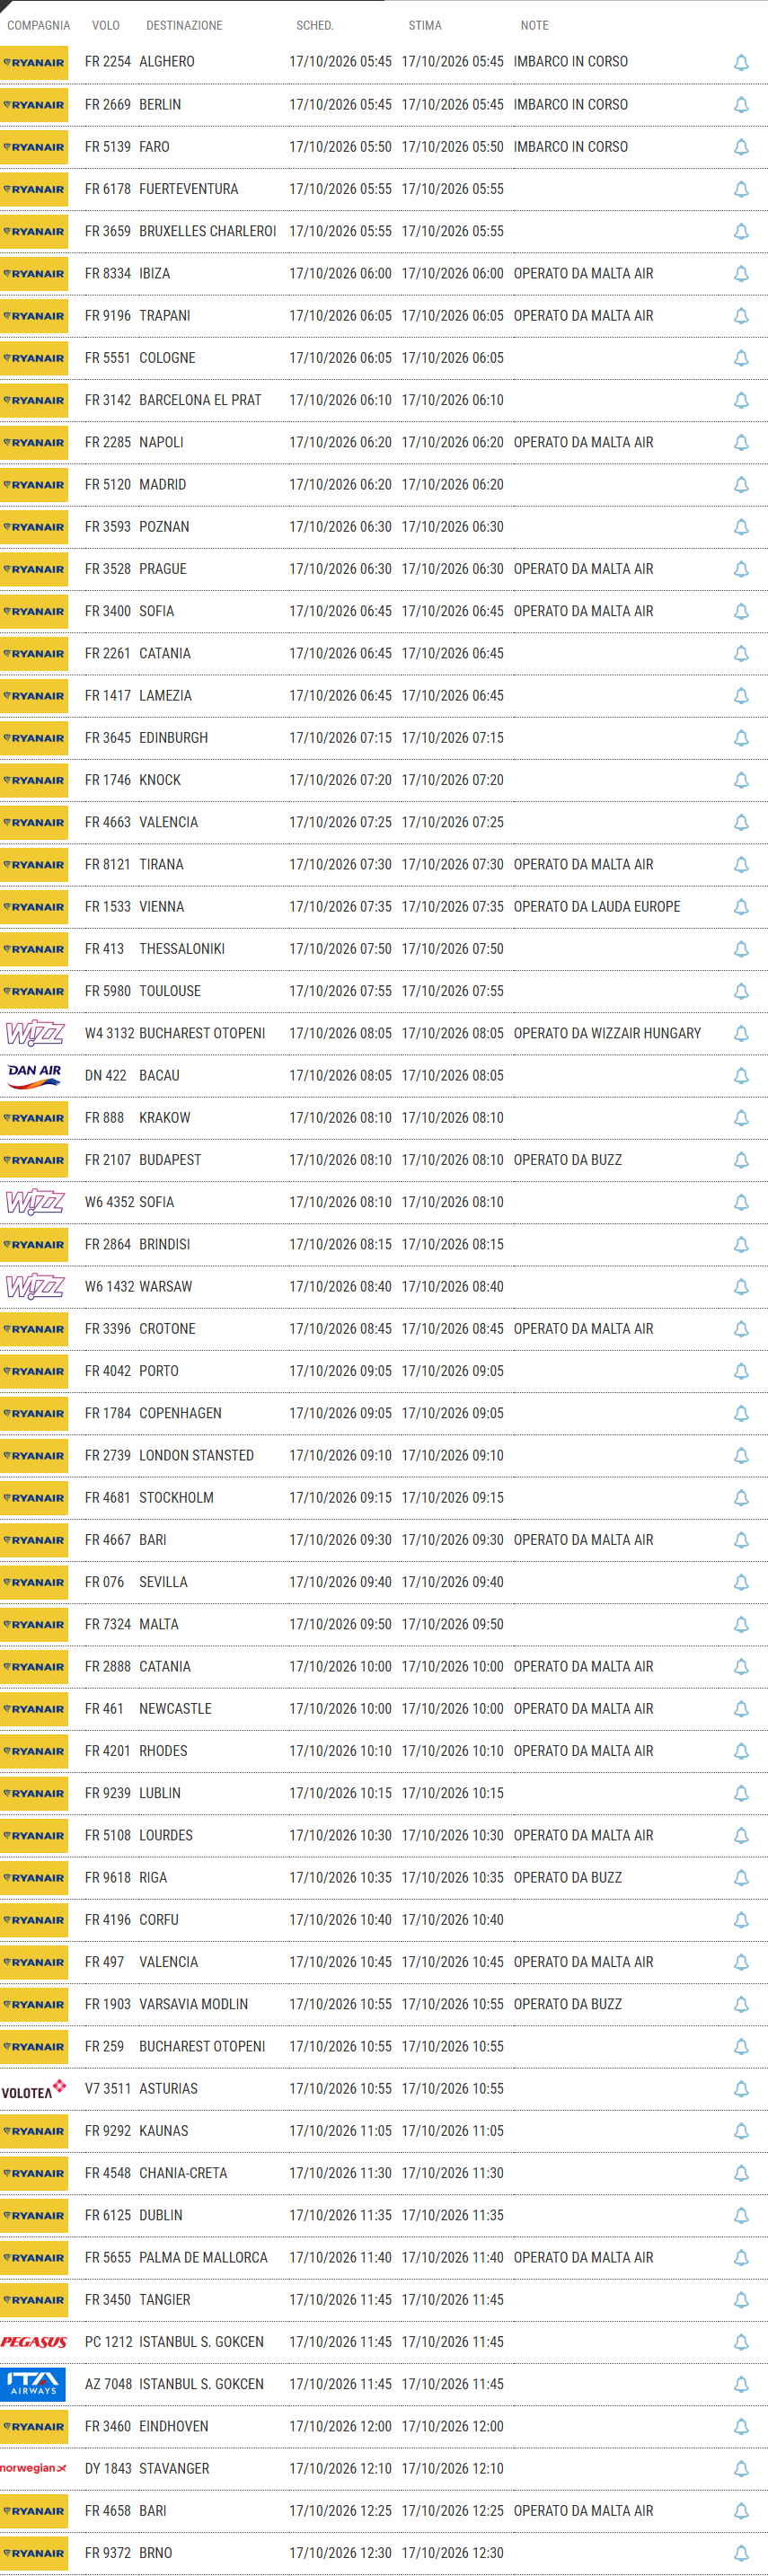 COMPAGNIA VOLO DESTINAZIONE SCHED. STIMA NOTE
RYANAIR FR 2254 ALGHERO 17/10/2026 05:45 17/10/2026 05:45 IMBARCO IN CORSO
RYANAIR FR 2669 BERLIN 17/10/2026 05:45 17/10/2026 05:45 IMBARCO IN CORSO
RYANAIR FR 5139 FARO 17/10/2026 05:50 17/10/2026 05:50 IMBARCO IN CORSO
RYANAIR FR 6178 FUERTEVENTURA 17/10/2026 05:55 17/10/2026 05:55
RYANAIR FR 3659 BRUXELLES CHARLEROI 17/10/2026 05:55 17/10/2026 05:55
RYANAIR FR 8334 IBIZA 17/10/2026 06:00 17/10/2026 06:00 OPERATO DA MALTA AIR
RYANAIR FR 9196 TRAPANI 17/10/2026 06:05 17/10/2026 06:05 OPERATO DA MALTA AIR
RYANAIR FR 5551 COLOGNE 17/10/2026 06:05 17/10/2026 06:05
RYANAIR FR 3142 BARCELONA EL PRAT 17/10/2026 06:10 17/10/2026 06:10
RYANAIR FR 2285 NAPOLI 17/10/2026 06:20 17/10/2026 06:20 OPERATO DA MALTA AIR
RYANAIR FR 5120 MADRID 17/10/2026 06:20 17/10/2026 06:20
RYANAIR FR 3593 POZNAN 17/10/2026 06:30 17/10/2026 06:30
RYANAIR FR 3528 PRAGUE 17/10/2026 06:30 17/10/2026 06:30 OPERATO DA MALTA AIR
RYANAIR FR 3400 SOFIA 17/10/2026 06:45 17/10/2026 06:45 OPERATO DA MALTA AIR
RYANAIR FR 2261 CATANIA 17/10/2026 06:45 17/10/2026 06:45
RYANAIR FR 1417 LAMEZIA 17/10/2026 06:45 17/10/2026 06:45
RYANAIR FR 3645 EDINBURGH 17/10/2026 07:15 17/10/2026 07:15
RYANAIR FR 1746 KNOCK 17/10/2026 07:20 17/10/2026 07:20
RYANAIR FR 4663 VALENCIA 17/10/2026 07:25 17/10/2026 07:25
RYANAIR FR 8121 TIRANA 17/10/2026 07:30 17/10/2026 07:30 OPERATO DA MALTA AIR
RYANAIR FR 1533 VIENNA 17/10/2026 07:35 17/10/2026 07:35 OPERATO DA LAUDA EUROPE
RYANAIR FR 413 THESSALONIKI 17/10/2026 07:50 17/10/2026 07:50
RYANAIR FR 5980 TOULOUSE 17/10/2026 07:55 17/10/2026 07:55
WIZZ W4 3132 BUCHAREST OTOPENI 17/10/2026 08:05 17/10/2026 08:05 OPERATO DA WIZZAIR HUNGARY
DAN AIR DN 422 BACAU 17/10/2026 08:05 17/10/2026 08:05
RYANAIR FR 888 KRAKOW 17/10/2026 08:10 17/10/2026 08:10
RYANAIR FR 2107 BUDAPEST 17/10/2026 08:10 17/10/2026 08:10 OPERATO DA BUZZ
WIZZ W6 4352 SOFIA 17/10/2026 08:10 17/10/2026 08:10
RYANAIR FR 2864 BRINDISI 17/10/2026 08:15 17/10/2026 08:15
WIZZ W6 1432 WARSAW 17/10/2026 08:40 17/10/2026 08:40
RYANAIR FR 3396 CROTONE 17/10/2026 08:45 17/10/2026 08:45 OPERATO DA MALTA AIR
RYANAIR FR 4042 PORTO 17/10/2026 09:05 17/10/2026 09:05
RYANAIR FR 1784 COPENHAGEN 17/10/2026 09:05 17/10/2026 09:05
RYANAIR FR 2739 LONDON STANSTED 17/10/2026 09:10 17/10/2026 09:10
RYANAIR FR 4681 STOCKHOLM 17/10/2026 09:15 17/10/2026 09:15
RYANAIR FR 4667 BARI 17/10/2026 09:30 17/10/2026 09:30 OPERATO DA MALTA AIR
RYANAIR FR 076 SEVILLA 17/10/2026 09:40 17/10/2026 09:40
RYANAIR FR 7324 MALTA 17/10/2026 09:50 17/10/2026 09:50
RYANAIR FR 2888 CATANIA 17/10/2026 10:00 17/10/2026 10:00 OPERATO DA MALTA AIR
RYANAIR FR 461 NEWCASTLE 17/10/2026 10:00 17/10/2026 10:00 OPERATO DA MALTA AIR
RYANAIR FR 4201 RHODES 17/10/2026 10:10 17/10/2026 10:10 OPERATO DA MALTA AIR
RYANAIR FR 9239 LUBLIN 17/10/2026 10:15 17/10/2026 10:15
RYANAIR FR 5108 LOURDES 17/10/2026 10:30 17/10/2026 10:30 OPERATO DA MALTA AIR
RYANAIR FR 9618 RIGA 17/10/2026 10:35 17/10/2026 10:35 OPERATO DA BUZZ
RYANAIR FR 4196 CORFU 17/10/2026 10:40 17/10/2026 10:40
RYANAIR FR 497 VALENCIA 17/10/2026 10:45 17/10/2026 10:45 OPERATO DA MALTA AIR
RYANAIR FR 1903 VARSAVIA MODLIN 17/10/2026 10:55 17/10/2026 10:55 OPERATO DA BUZZ
RYANAIR FR 259 BUCHAREST OTOPENI 17/10/2026 10:55 17/10/2026 10:55
VOLOTEA V7 3511 ASTURIAS 17/10/2026 10:55 17/10/2026 10:55
RYANAIR FR 9292 KAUNAS 17/10/2026 11:05 17/10/2026 11:05
RYANAIR FR 4548 CHANIA-CRETA 17/10/2026 11:30 17/10/2026 11:30
RYANAIR FR 6125 DUBLIN 17/10/2026 11:35 17/10/2026 11:35
RYANAIR FR 5655 PALMA DE MALLORCA 17/10/2026 11:40 17/10/2026 11:40 OPERATO DA MALTA AIR
RYANAIR FR 3450 TANGIER 17/10/2026 11:45 17/10/2026 11:45
PEGASUS PC 1212 ISTANBUL S. GOKCEN 17/10/2026 11:45 17/10/2026 11:45
ITA AIRWAYS AZ 7048 ISTANBUL S. GOKCEN 17/10/2026 11:45 17/10/2026 11:45
RYANAIR FR 3460 EINDHOVEN 17/10/2026 12:00 17/10/2026 12:00
norwegian DY 1843 STAVANGER 17/10/2026 12:10 17/10/2026 12:10
RYANAIR FR 4658 BARI 17/10/2026 12:25 17/10/2026 12:25 OPERATO DA MALTA AIR
RYANAIR FR 9372 BRNO 17/10/2026 12:30 17/10/2026 12:30